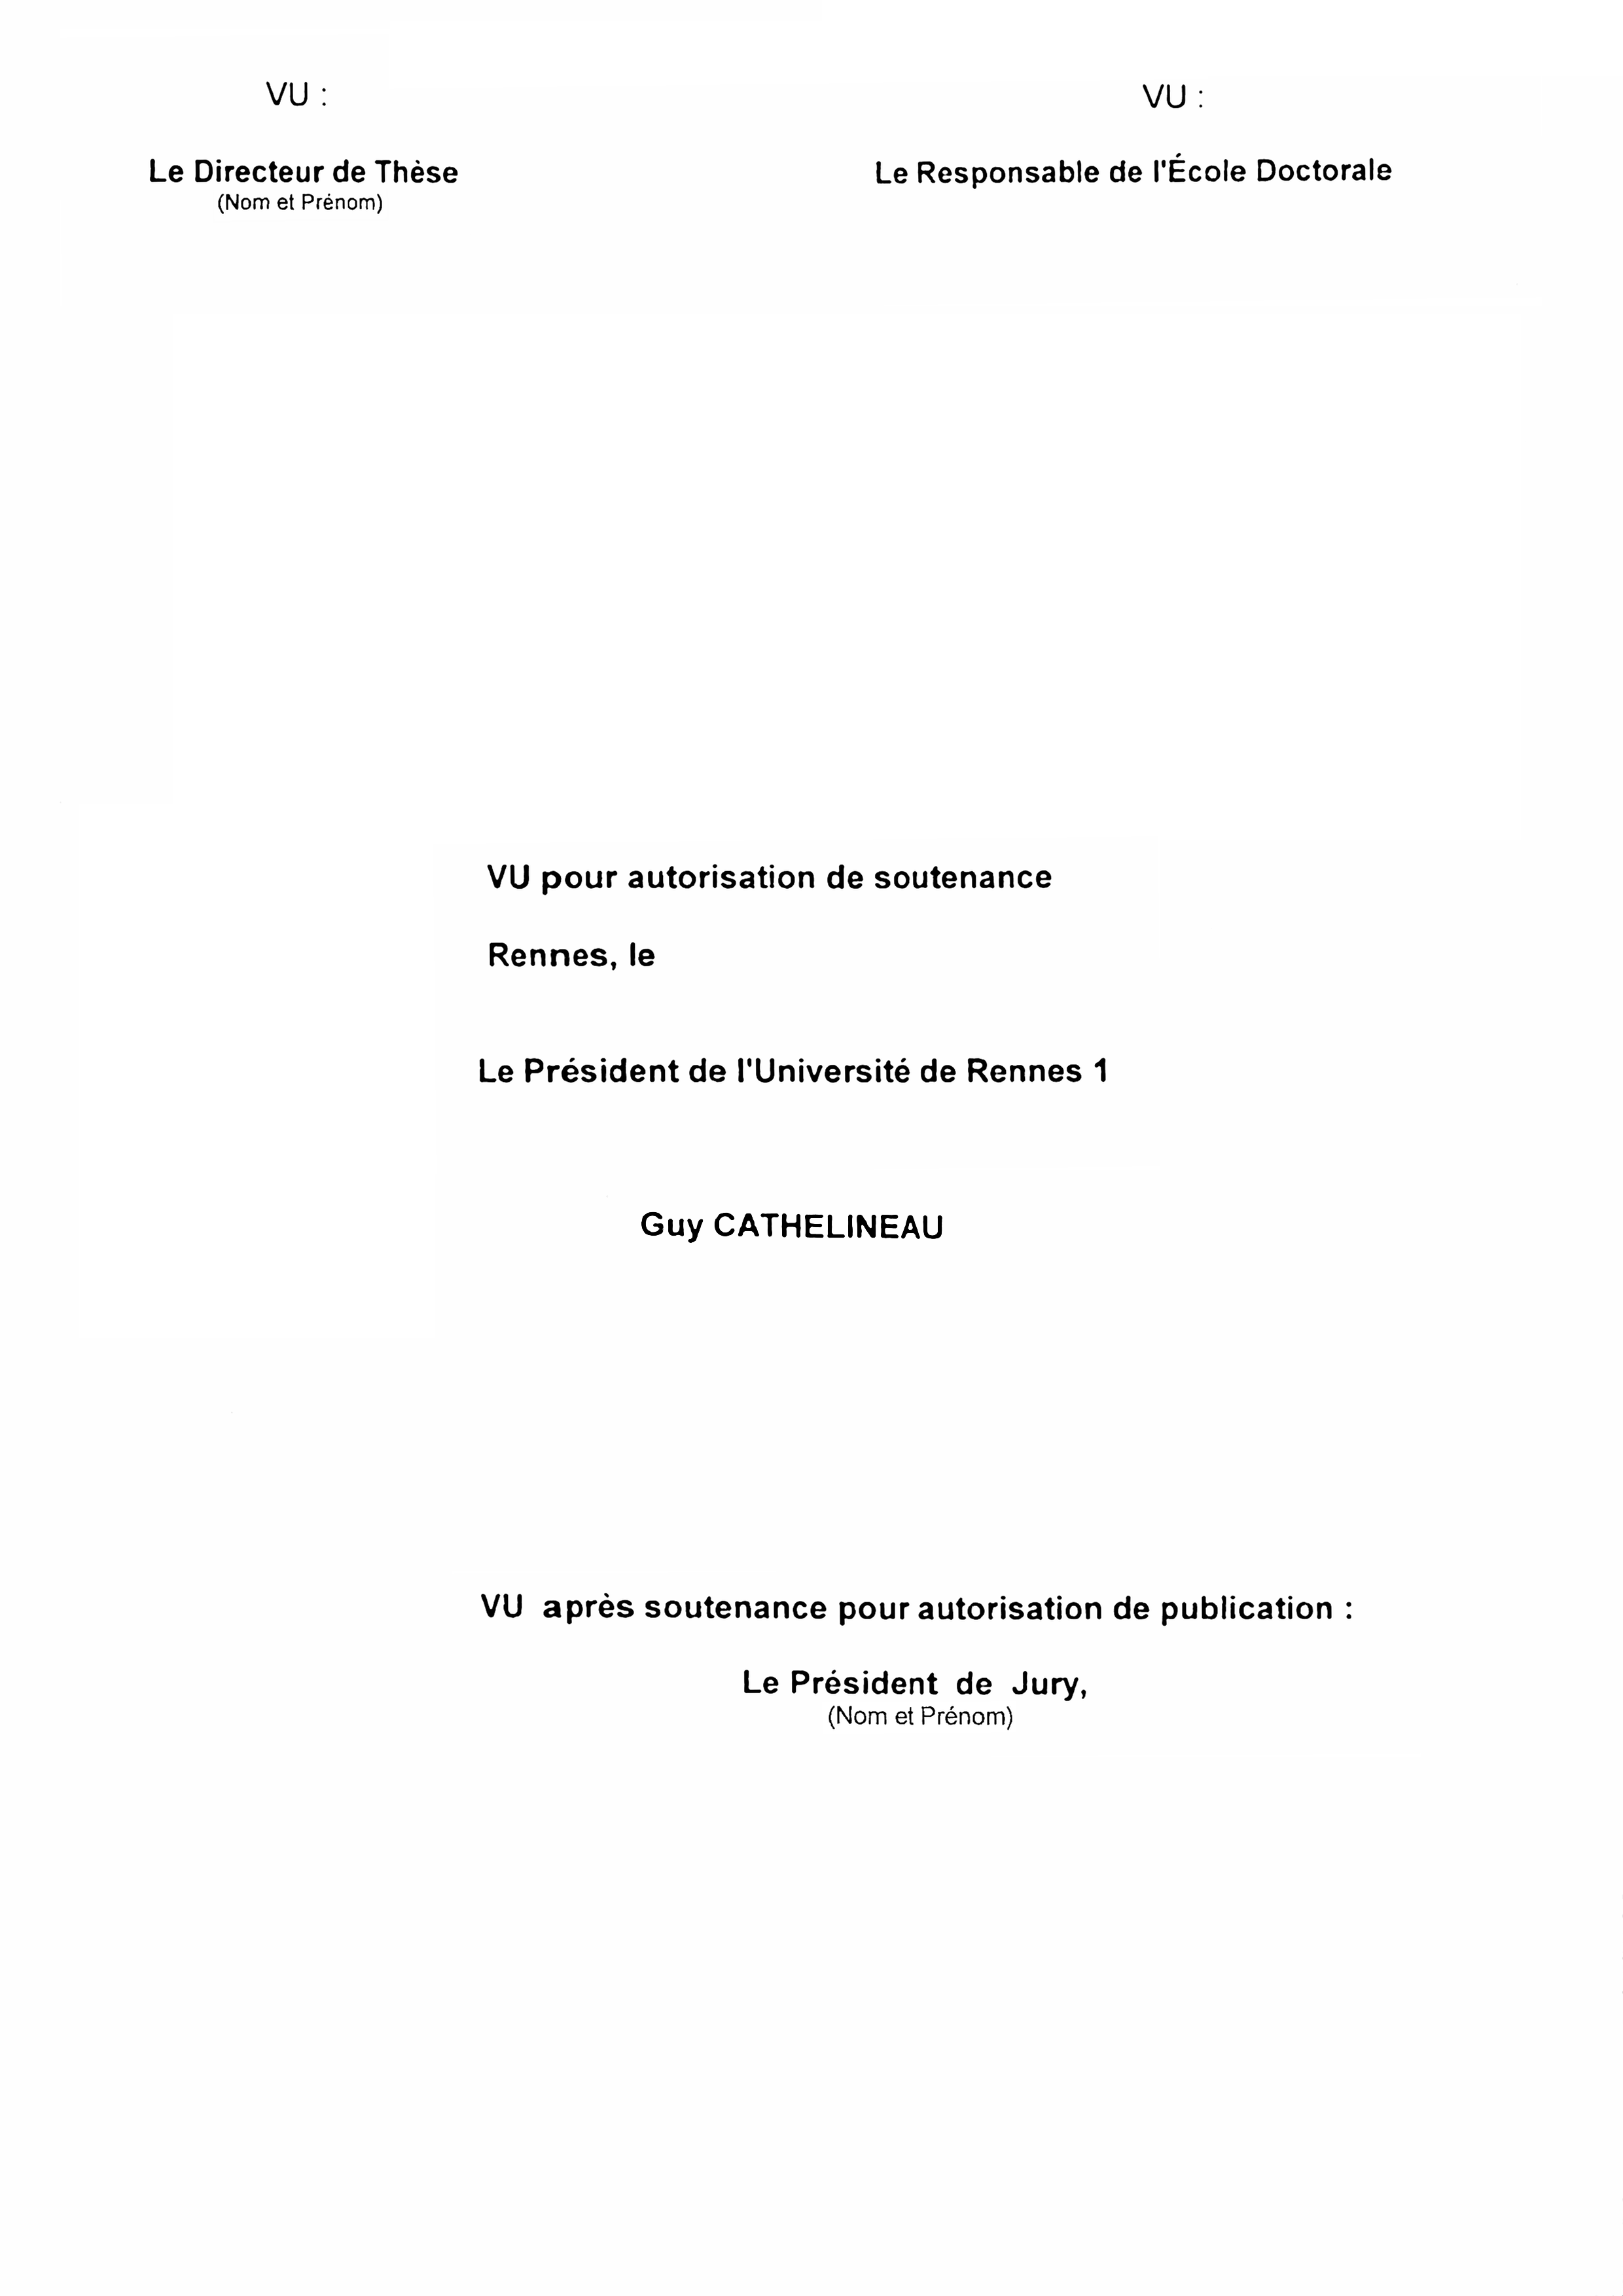 VU :
Le Directeur de Thèse
(Nom et Prénom)
VU :
Le Responsable de l'École Doctorale
VU pour autorisation de soutenance
Rennes, le
Le Président de l'Université de Rennes 1
Guy CATHELINEAU
VU après soutenance pour autorisation de publication :
Le Président de Jury,
(Nom et Prénom)